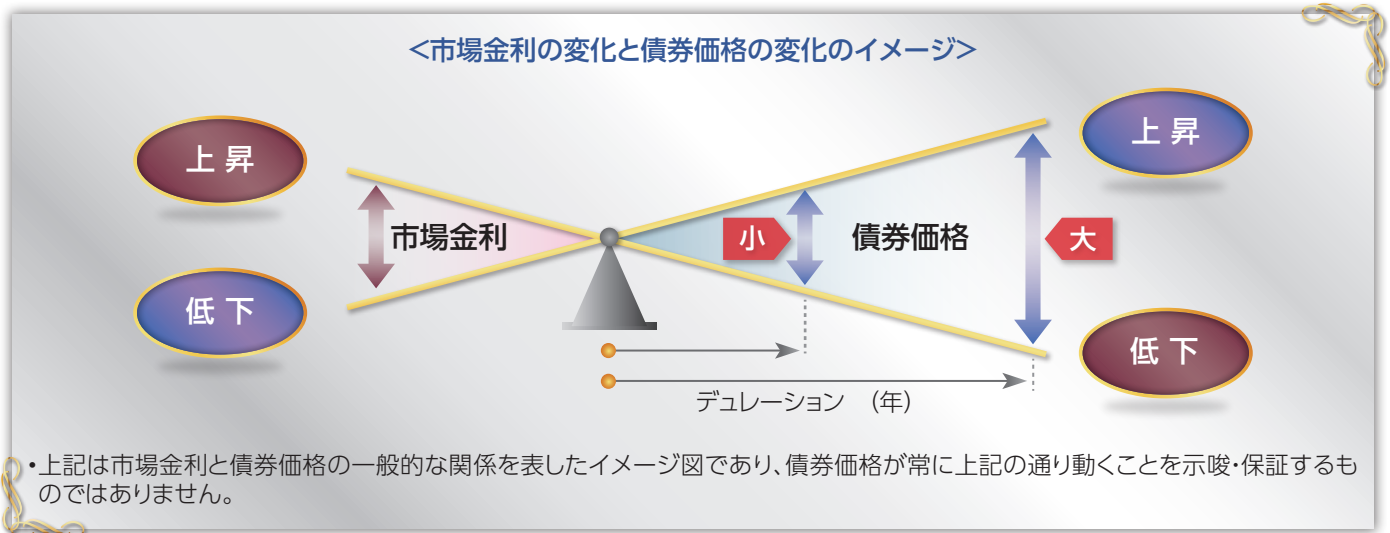 <市場金利の変化と債券価格の変化のイメージ>
上昇
上昇
市場金利
小
債券価格
大
低下
低下
デュレーション （年）
・上記は市場金利と債券価格の一般的な関係を表したイメージ図であり、債券価格が常に上記の通り動くことを示唆・保証するも
のではありません。